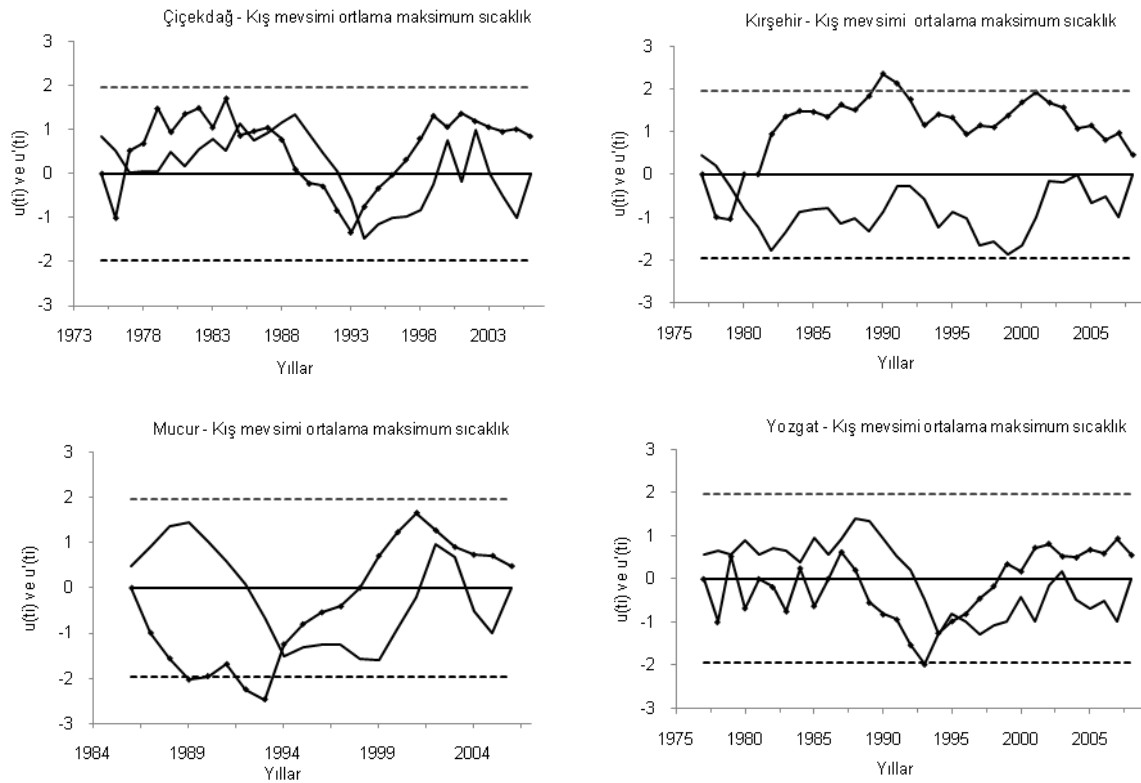 Çiçekdağ - Kış mevsimi ortlama maksimum sıcaklık
3
2
1
0
-1
-2
-3
u(ti) ve u'(ti)
1973 1978 1983 1988 1993 1998 2003
Yıllar
Kırşehir - Kış mevsimi ortalama maksimum sıcaklık
3
2
1
0
-1
-2
-3
u(ti) ve u'(ti)
1975 1980 1985 1990 1995 2000 2005
Yıllar
Mucur - Kış mevsimi ortalama maksimum sıcaklık
3
2
1
0
-1
-2
-3
u(ti) ve u'(ti)
1984 1989 1994 1999 2004
Yıllar
Yozgat - Kış mevsimi ortalama maksimum sıcaklık
3
2
1
0
-1
-2
-3
u(ti) ve u'(ti)
1975 1980 1985 1990 1995 2000 2005
Yıllar